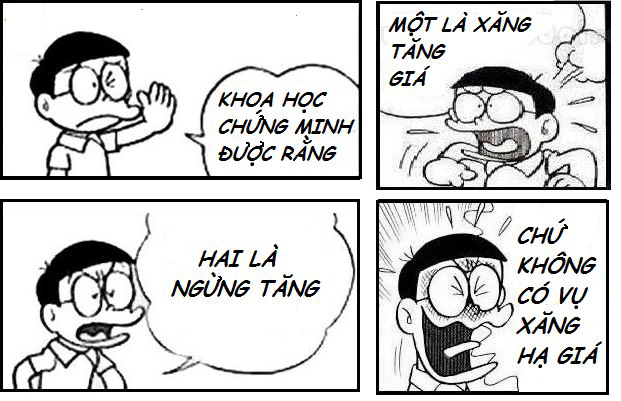 KHOA HỌC
CHỨNG MINH
ĐƯỢC RẰNG
MỘT LÀ XĂNG
TĂNG
GIÁ
HAI LÀ
NGỪNG TĂNG
CHỨ
KHÔNG
CÓ VỤ
XĂNG
HẠ GIÁ